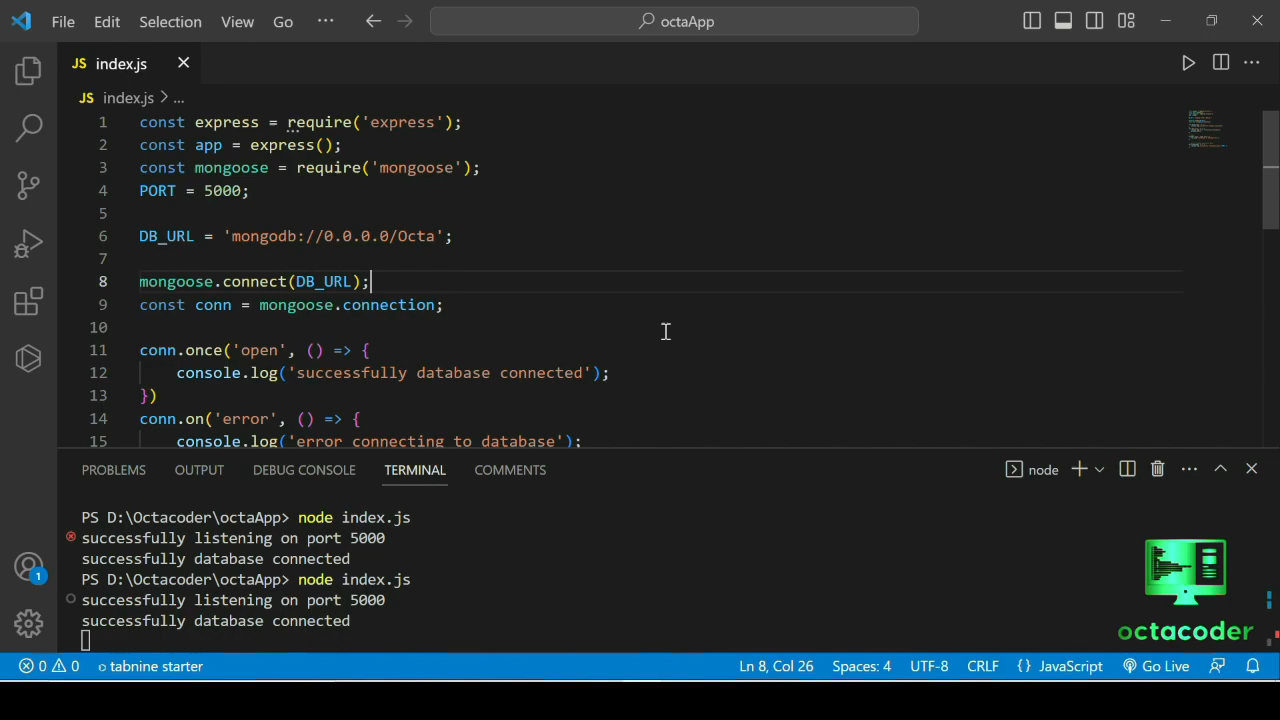 File Edit Selection View Go ··· octaApp
JS index.js
JS index.js > ...
1 const express = require('express');
2 const app = express();
3 const mongoose = require('mongoose');
4 PORT = 5000;
5
6 DB_URL = 'mongodb://0.0.0.0/Octa';
7
8 mongoose.connect(DB_URL);
9 const conn = mongoose.connection;
10
11 conn.once('open', () => {
12 console.log('successfully database connected');
13 })
14 conn.on('error', () => {
15 console.log('error connecting to database');
PROBLEMS OUTPUT DEBUG CONSOLE TERMINAL COMMENTS node
PS D:\Octacoder\octaApp> node index.js
successfully listening on port 5000
successfully database connected
PS D:\Octacoder\octaApp> node index.js
successfully listening on port 5000
successfully database connected
octacoder
1
0 0 tabnine starter Ln 8, Col 26 Spaces: 4 UTF-8 CRLF {} JavaScript Go Live